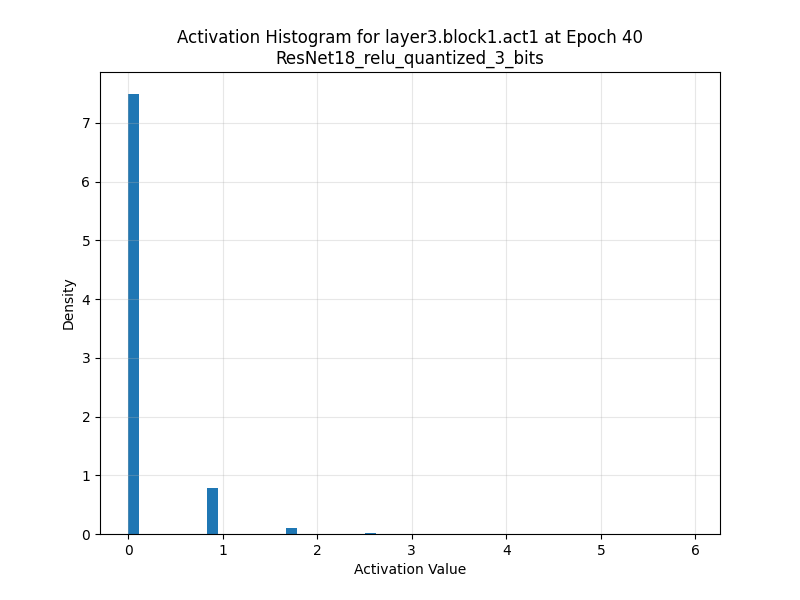 Activation Histogram for layer3.block1.act1 at Epoch 40
ResNet18_relu_quantized_3_bits
Density
7
6
5
4
3
2
1
0
0 1 2 3 4 5 6
Activation Value